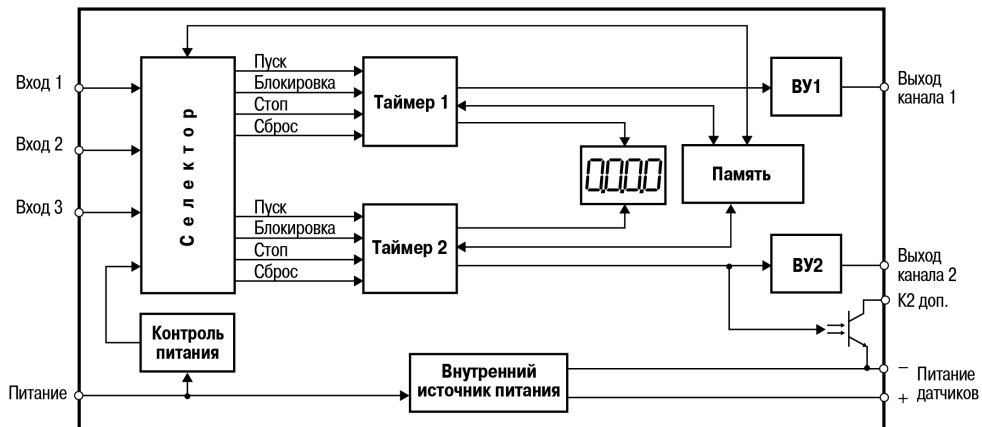 Вход 1
Вход 2
Вход 3
Селектор
Пуск
Блокировка
Стоп
Сброс
Таймер 1
Пуск
Блокировка
Стоп
Сброс
Таймер 2
0,0,0,0
Память
ВУ1
Выход
канала 1
ВУ2
Выход
канала 2
К2 доп.
Контроль
питания
Питание
Внутренний
источник питания
–
+
Питание
датчиков